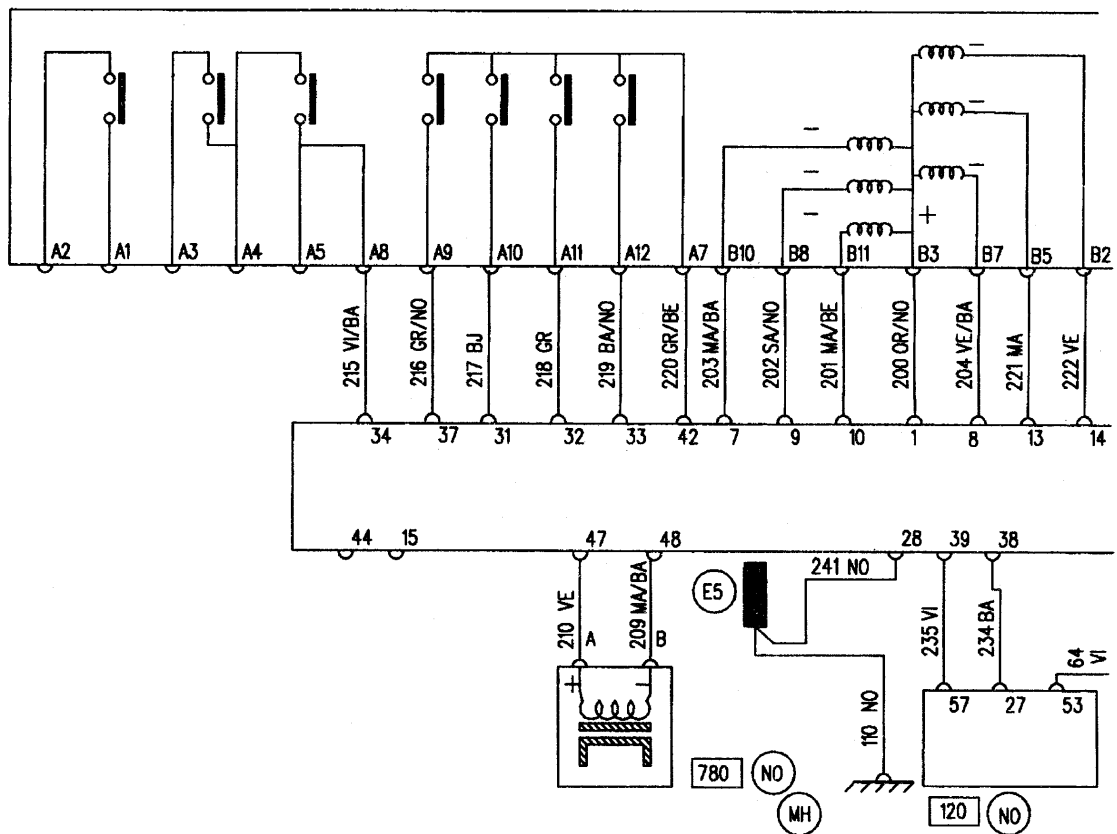 A2 A1 A3 A4 A5 A8 A9 A10 A11 A12 A7 B10 B8 B11 B3 B7 B5 B2
− − − − − − +
215 VI/BA
216 GR/NO
217 BJ
218 GR
219 BA/NO
220 GR/BE
203 MA/BA
202 SA/NO
201 MA/BE
200 OR/NO
204 VE/BA
221 MA
222 VE
34 37 31 32 33 42 7 9 10 1 8 13 14
44 15 47 48 28 39 38
210 VE
209 MA/BA
A B
+ −
E5
241 NO
110 NO
235 VI
234 BA
64 VI
57 27 53
780 NO
MH
120 NO